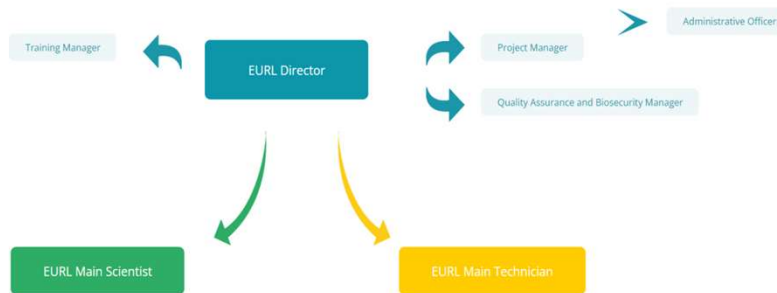 Administrative Officer
Training Manager
EURL Director
Project Manager
Quality Assurance and Biosecurity Manager
EURL Main Scientist
EURL Main Technician